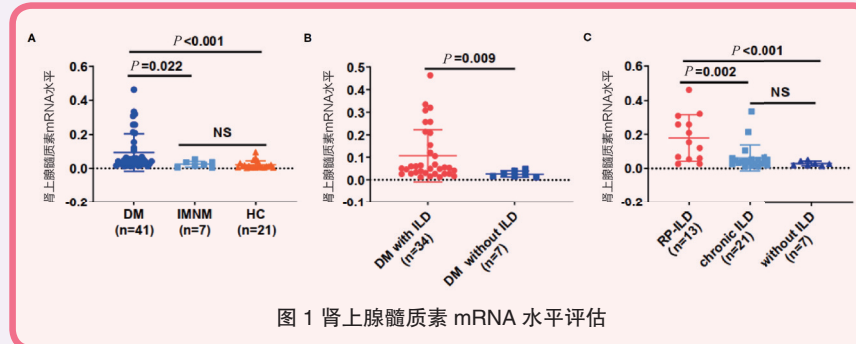 A
肾上腺髓质素mRNA水平
P<0.001
P=0.022
NS
0.6
0.4
0.2
0.0
-0.2
DM
(n=41)
IMNM
(n=7)
HC
(n=21)
B
肾上腺髓质素mRNA水平
P=0.009
0.5
0.4
0.3
0.2
0.1
0.0
-0.1
DM with ILD
(n=34)
DM without ILD
(n=7)
C
肾上腺髓质素mRNA水平
P<0.001
P=0.002
NS
0.6
0.4
0.2
0.0
-0.2
RP-ILD
(n=13)
chronic ILD
(n=21)
without ILD
(n=7)
图 1 肾上腺髓质素 mRNA 水平评估